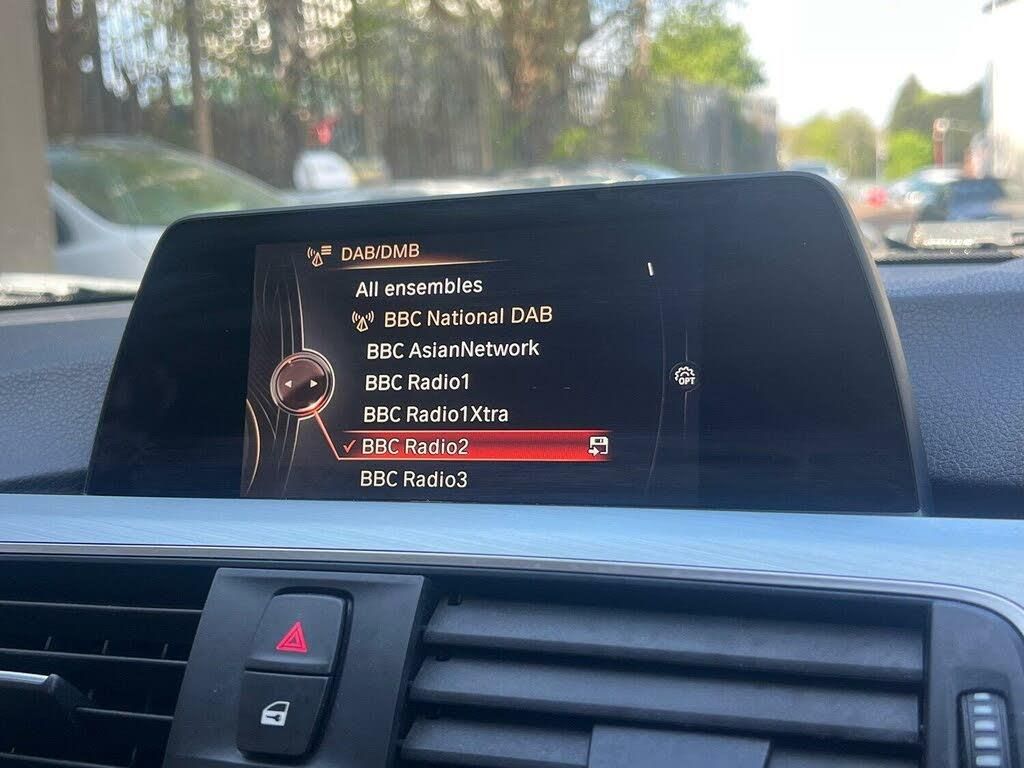 DAB/DMB
All ensembles
BBC National DAB
BBC AsianNetwork
BBC Radio1
BBC Radio1Xtra
BBC Radio2
BBC Radio3
OPT